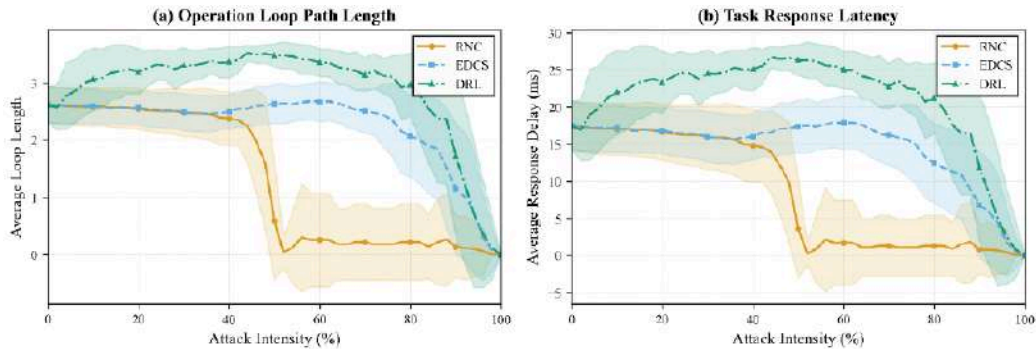 (a) Operation Loop Path Length
Average Loop Length
3
2
1
0
0
20
40
60
80
100
Attack Intensity (%)
RNC
EDCS
DRL
(b) Task Response Latency
Average Response Delay (ms)
30
25
20
15
10
5
0
−5
0
20
40
60
80
100
Attack Intensity (%)
RNC
EDCS
DRL